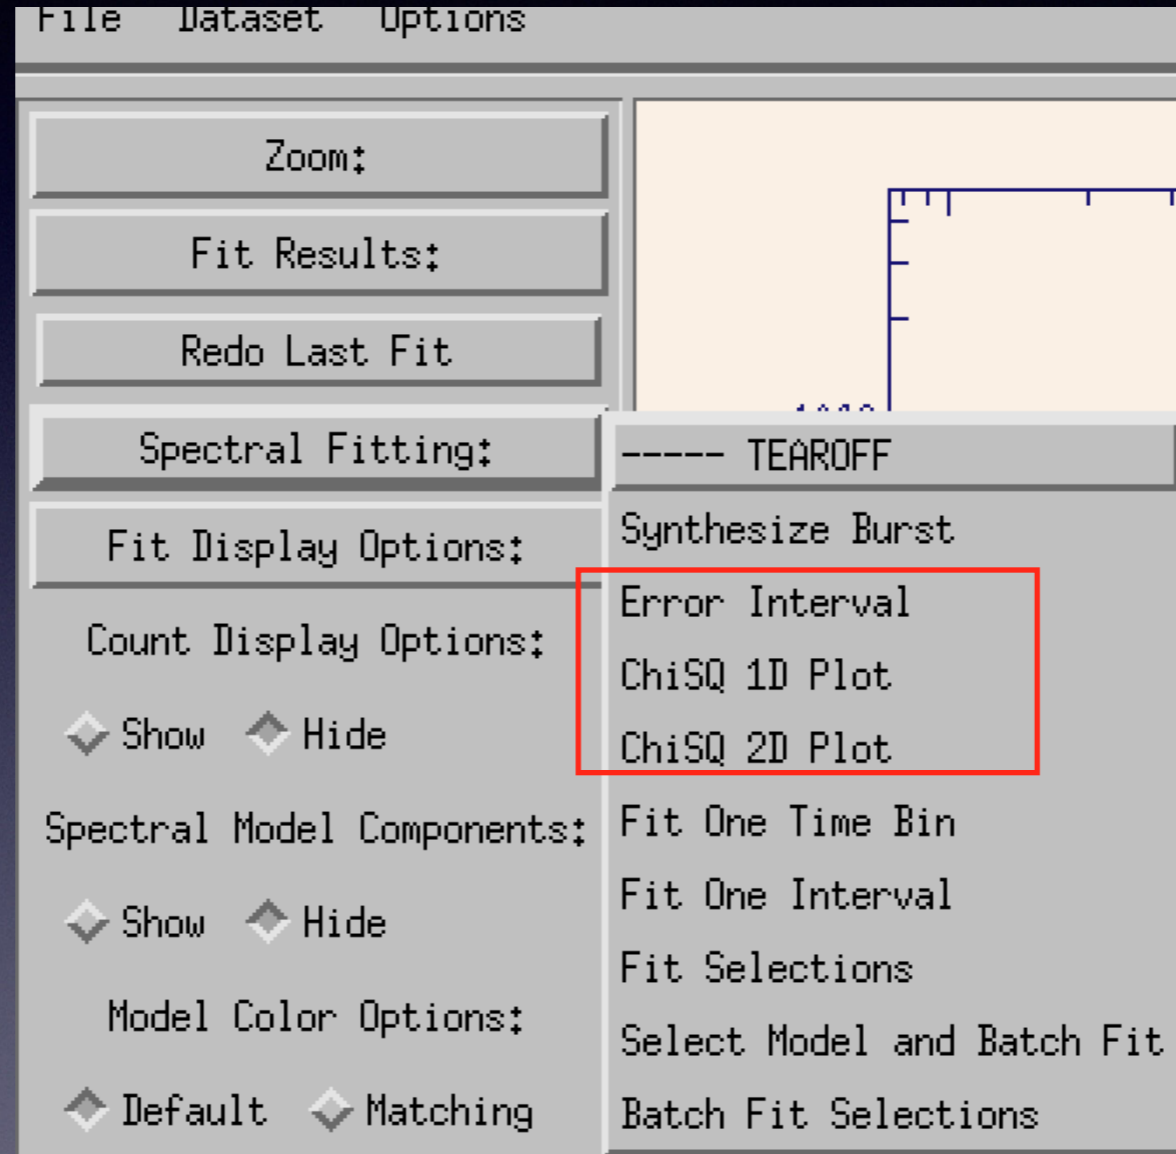 File Dataset Options
Zoom:
Fit Results:
Redo Last Fit
Spectral Fitting:
Fit Display Options:
Count Display Options:
Show Hide
Spectral Model Components:
Show Hide
Model Color Options:
Default Matching
----- TEAROFF
Synthesize Burst
Error Interval
ChiSQ 1D Plot
ChiSQ 2D Plot
Fit One Time Bin
Fit One Interval
Fit Selections
Select Model and Batch Fit
Batch Fit Selections